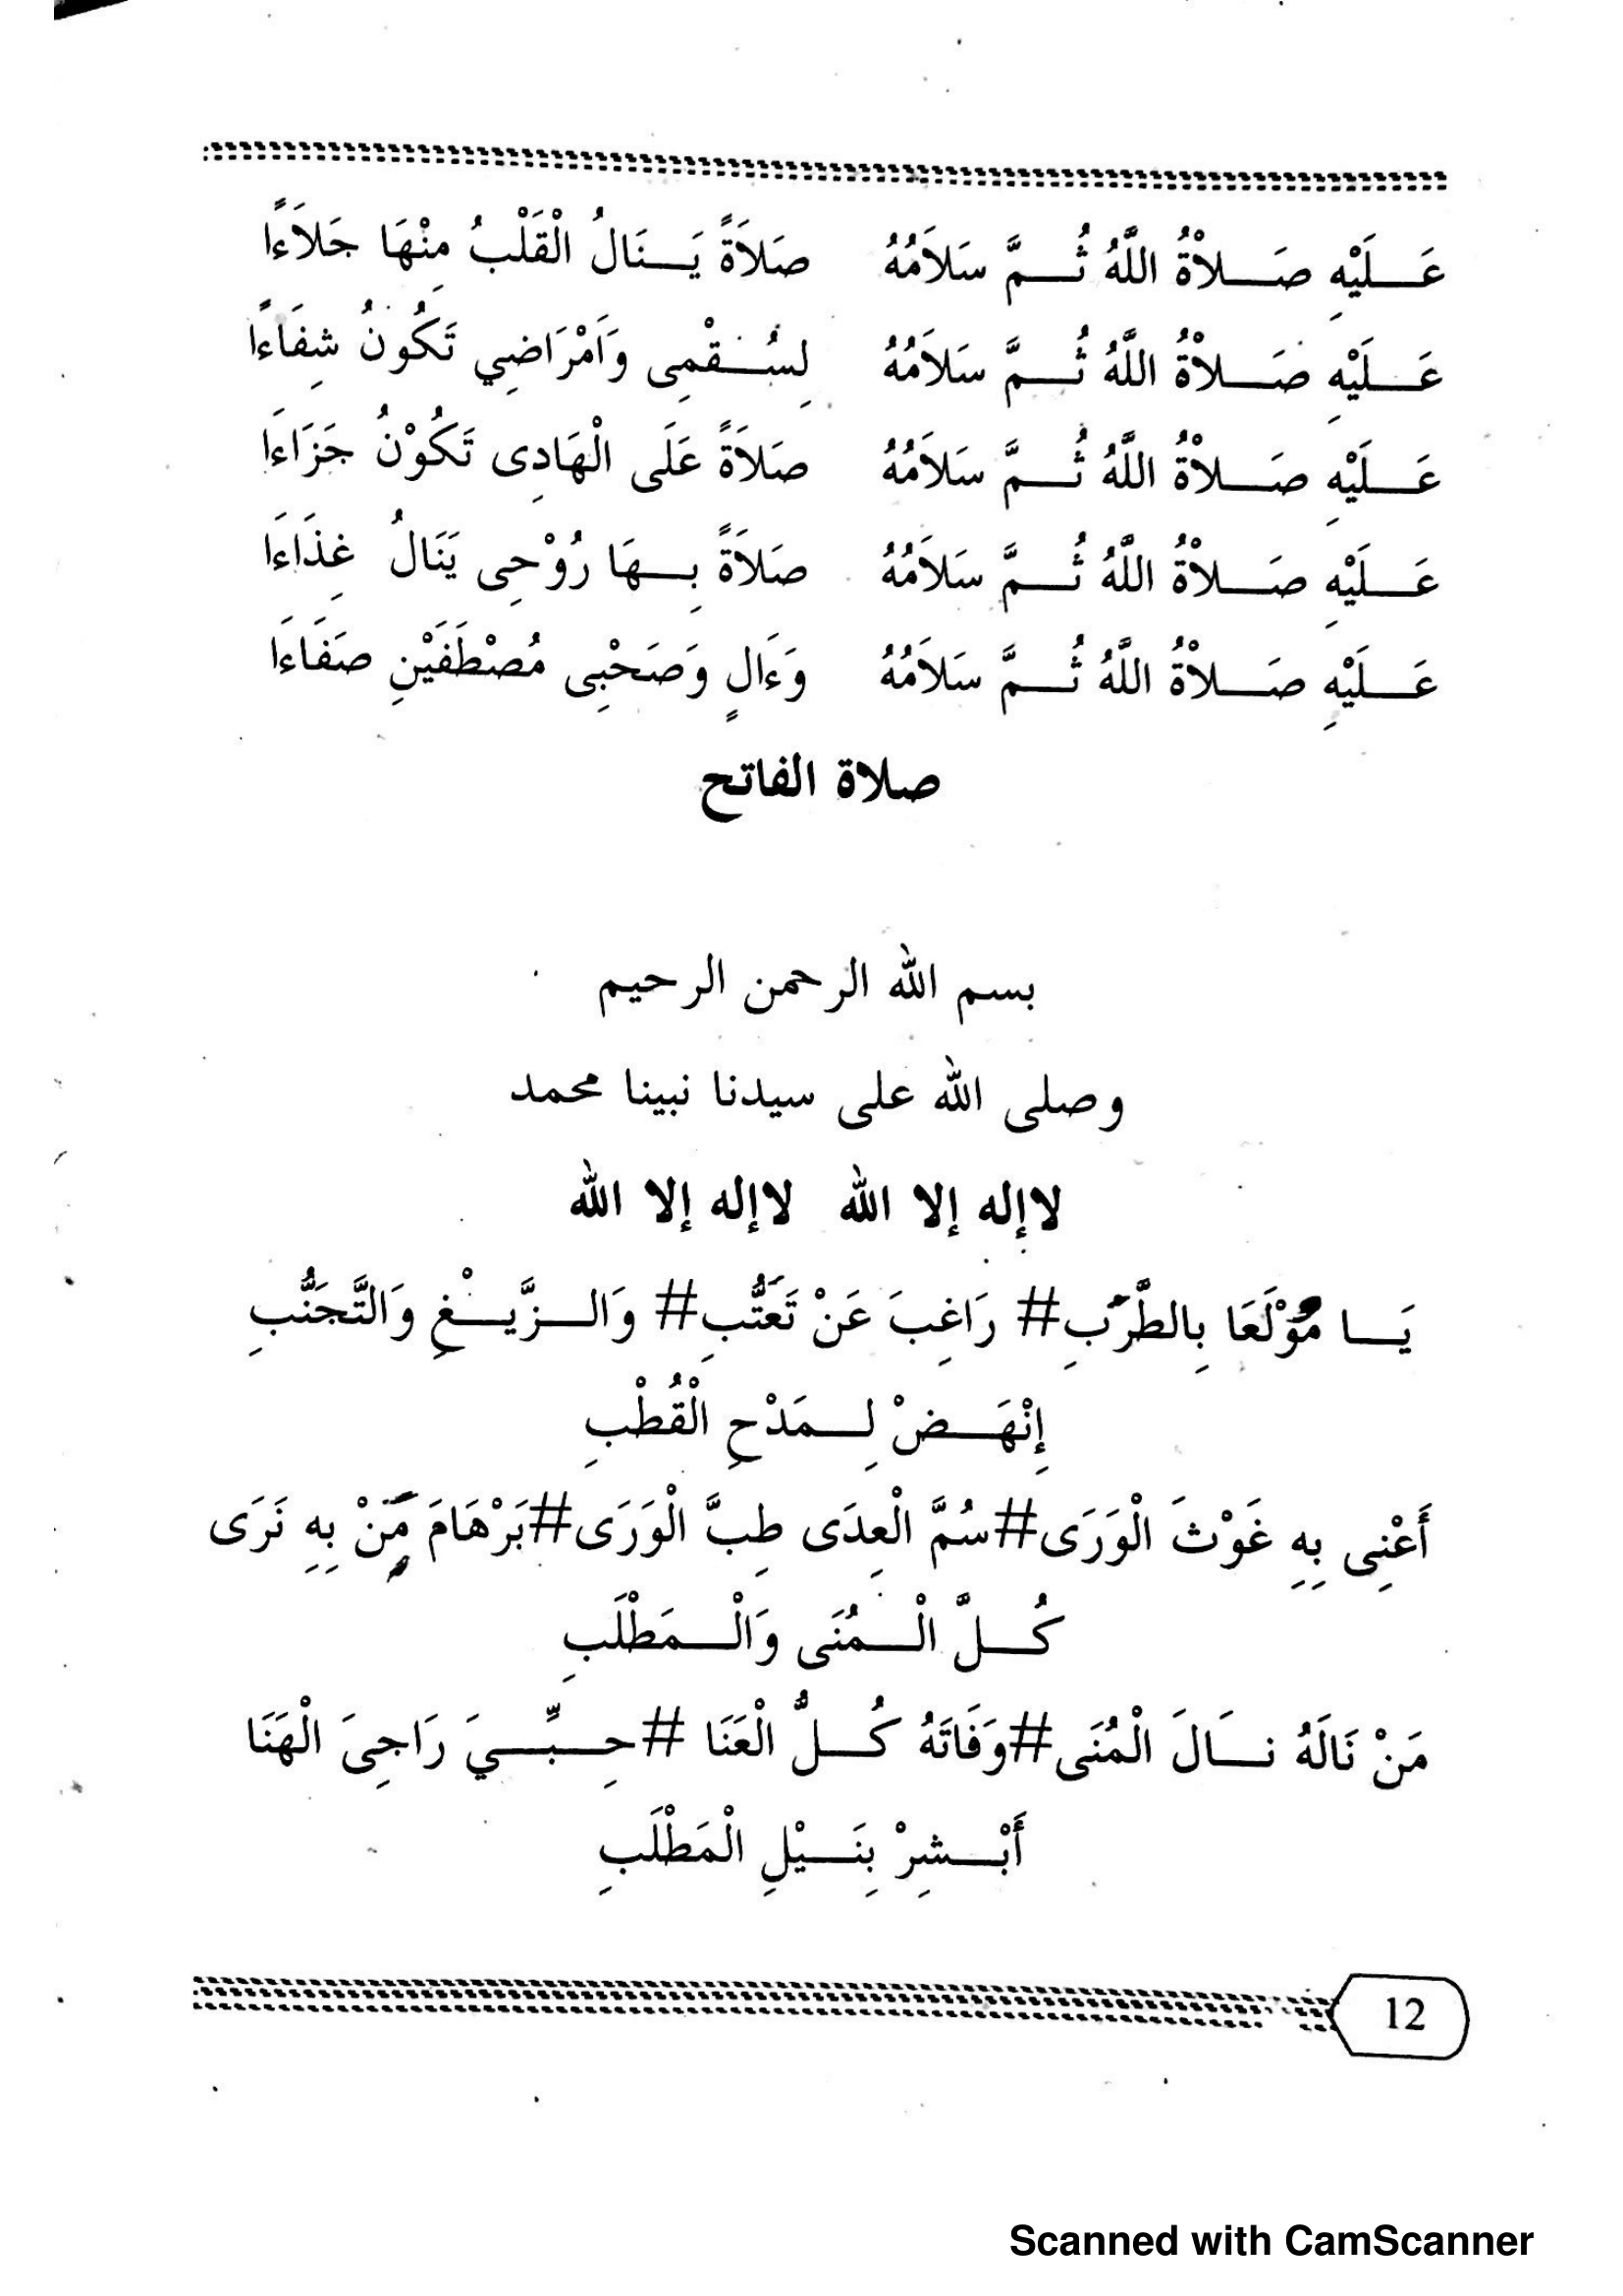 عَلَيْهِ صَلاَةُ اللَّهُ ثُمَّ سَلاَمُهُ صَلاَةً يَنَالُ الْقَلْبُ مِنْهَا جَلاَءًا
عَلَيْهِ صَلاَةُ اللَّهُ ثُمَّ سَلاَمُهُ لِسُقْمِى وَاَمْرَاضِي تَكُونُ شِفَاءًا
عَلَيْهِ صَلاَةُ اللَّهُ ثُمَّ سَلاَمُهُ صَلاَةً عَلَى الْهَادِى تَكُوْنُ جَزَاءَا
عَلَيْهِ صَلاَةُ اللَّهُ ثُمَّ سَلاَمُهُ صَلاَةً بِهَا رُوْحِى يَنَالُ غِذَاءَا
عَلَيْهِ صَلاَةُ اللَّهُ ثُمَّ سَلاَمُهُ وَءَالٍ وَصَحْبِى مُصْطَفَيْنِ صَفَاءَا
صلاة الفاتح
بسم الله الرحمن الرحيم
وصلى الله على سيدنا نبينا محمد
لاإله إلا الله لاإله إلا الله
يَا مُوْلَعَا بِالطَّرَبِ# رَاغِبَ عَنْ تَعَتُّبِ# وَالزَّيْغِ وَالتَّجَنُّبِ
إِنْهَضْ لِمَدْحِ الْقُطْبِ
أَعْنِى بِهِ غَوْثَ الْوَرَى#سُمَّ الْعِدَى طِبَّ الْوَرَى#بَرْهَامَ مَنْ بِهِ نَرَى
كُلَّ الْمُنَى وَالْمَطْلَبِ
مَنْ نَالَهُ نَالَ الْمُنَى#وَفَاتَهُ كُلُّ الْعَنَا #حِبِّيَ رَاجِىَ الْهَنَا
أَبْشِرْ بِنَيْلِ الْمَطْلَبِ
12
Scanned with CamScanner